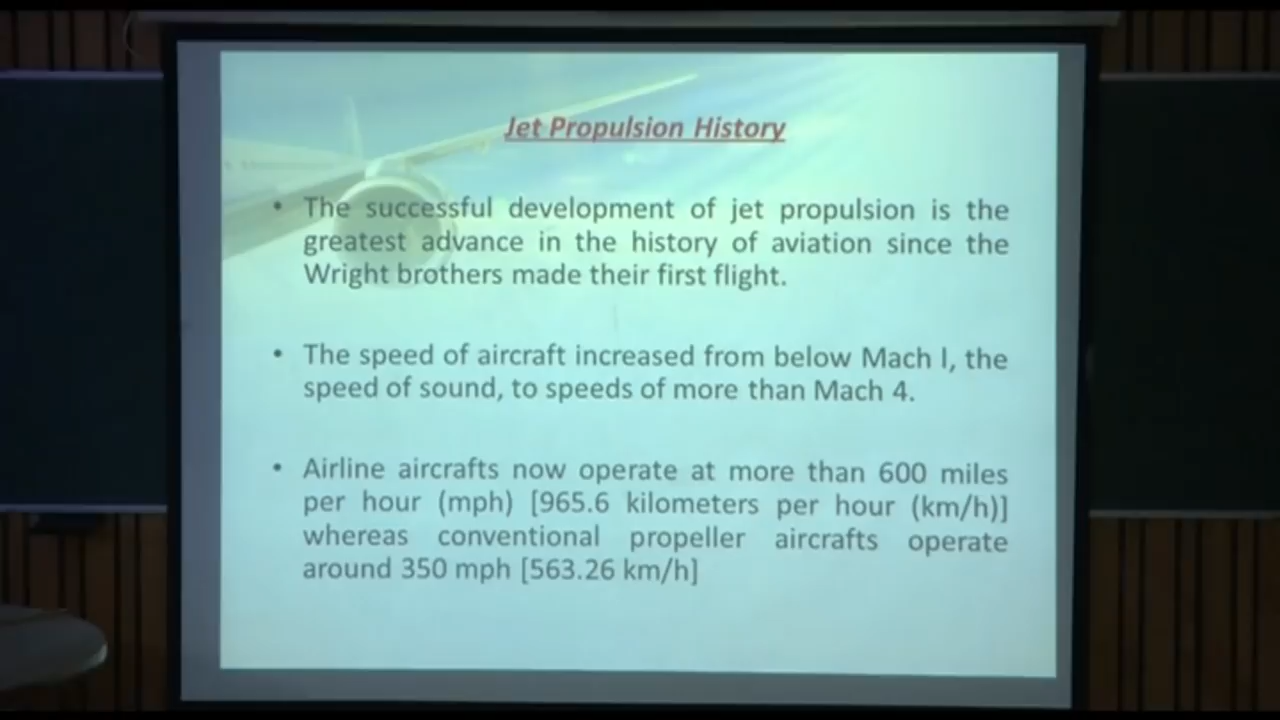 Jet Propulsion History
• The successful development of jet propulsion is the
greatest advance in the history of aviation since the
Wright brothers made their first flight.
• The speed of aircraft increased from below Mach I, the
speed of sound, to speeds of more than Mach 4.
• Airline aircrafts now operate at more than 600 miles
per hour (mph) [965.6 kilometers per hour (km/h)]
whereas conventional propeller aircrafts operate
around 350 mph [563.26 km/h]